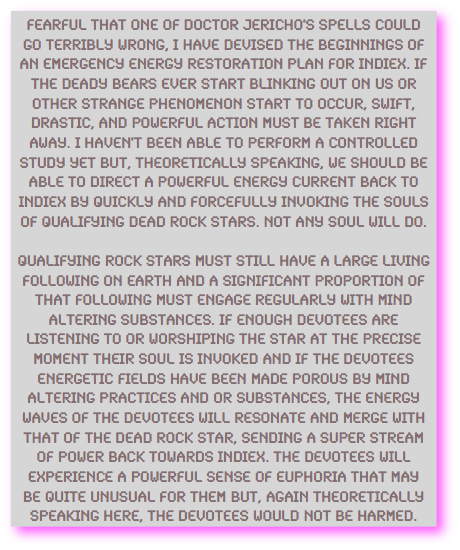 FEARFUL THAT ONE OF DOCTOR JERICHO'S SPELLS COULD
GO TERRIBLY WRONG, I HAVE DEVISED THE BEGINNINGS OF
AN EMERGENCY ENERGY RESTORATION PLAN FOR INDIEX. IF
THE DEADY BEARS EVER START BLINKING OUT ON US OR
OTHER STRANGE PHENOMENON START TO OCCUR, SWIFT,
DRASTIC, AND POWERFUL ACTION MUST BE TAKEN RIGHT
AWAY. I HAVEN'T BEEN ABLE TO PERFORM A CONTROLLED
STUDY YET BUT, THEORETICALLY SPEAKING, WE SHOULD BE
ABLE TO DIRECT A POWERFUL ENERGY CURRENT BACK TO
INDIEX BY QUICKLY AND FORCEFULLY INVOKING THE SOULS
OF QUALIFYING DEAD ROCK STARS. NOT ANY SOUL WILL DO.
QUALIFYING ROCK STARS MUST STILL HAVE A LARGE LIVING
FOLLOWING ON EARTH AND A SIGNIFICANT PROPORTION OF
THAT FOLLOWING MUST ENGAGE REGULARLY WITH MIND
ALTERING SUBSTANCES. IF ENOUGH DEVOTEES ARE
LISTENING TO OR WORSHIPING THE STAR AT THE PRECISE
MOMENT THEIR SOUL IS INVOKED AND IF THE DEVOTEES
ENERGETIC FIELDS HAVE BEEN MADE POROUS BY MIND
ALTERING PRACTICES AND OR SUBSTANCES, THE ENERGY
WAVES OF THE DEVOTEES WILL RESONATE AND MERGE WITH
THAT OF THE DEAD ROCK STAR, SENDING A SUPER STREAM
OF POWER BACK TOWARDS INDIEX. THE DEVOTEES WILL
EXPERIENCE A POWERFUL SENSE OF EUPHORIA THAT MAY
BE QUITE UNUSUAL FOR THEM BUT, AGAIN THEORETICALLY
SPEAKING HERE, THE DEVOTEES WOULD NOT BE HARMED.